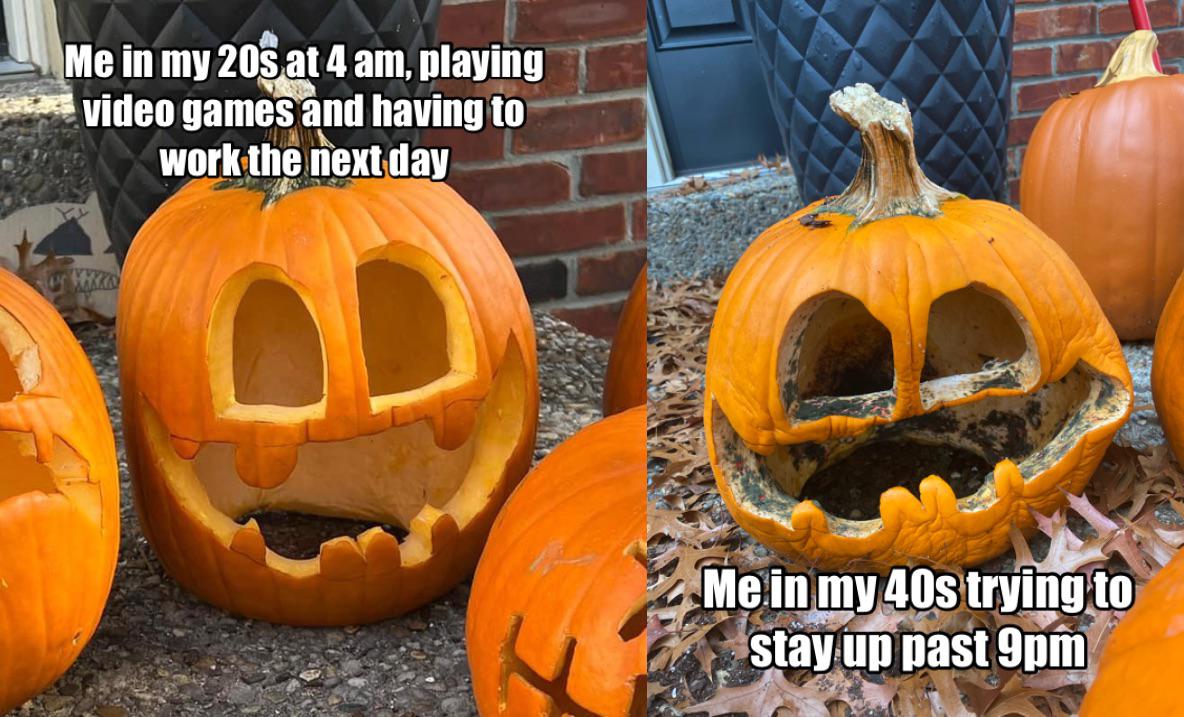 Me in my 20s at 4 am, playing
video games and having to
work the next day
Me in my 40s trying to
stay up past 9pm